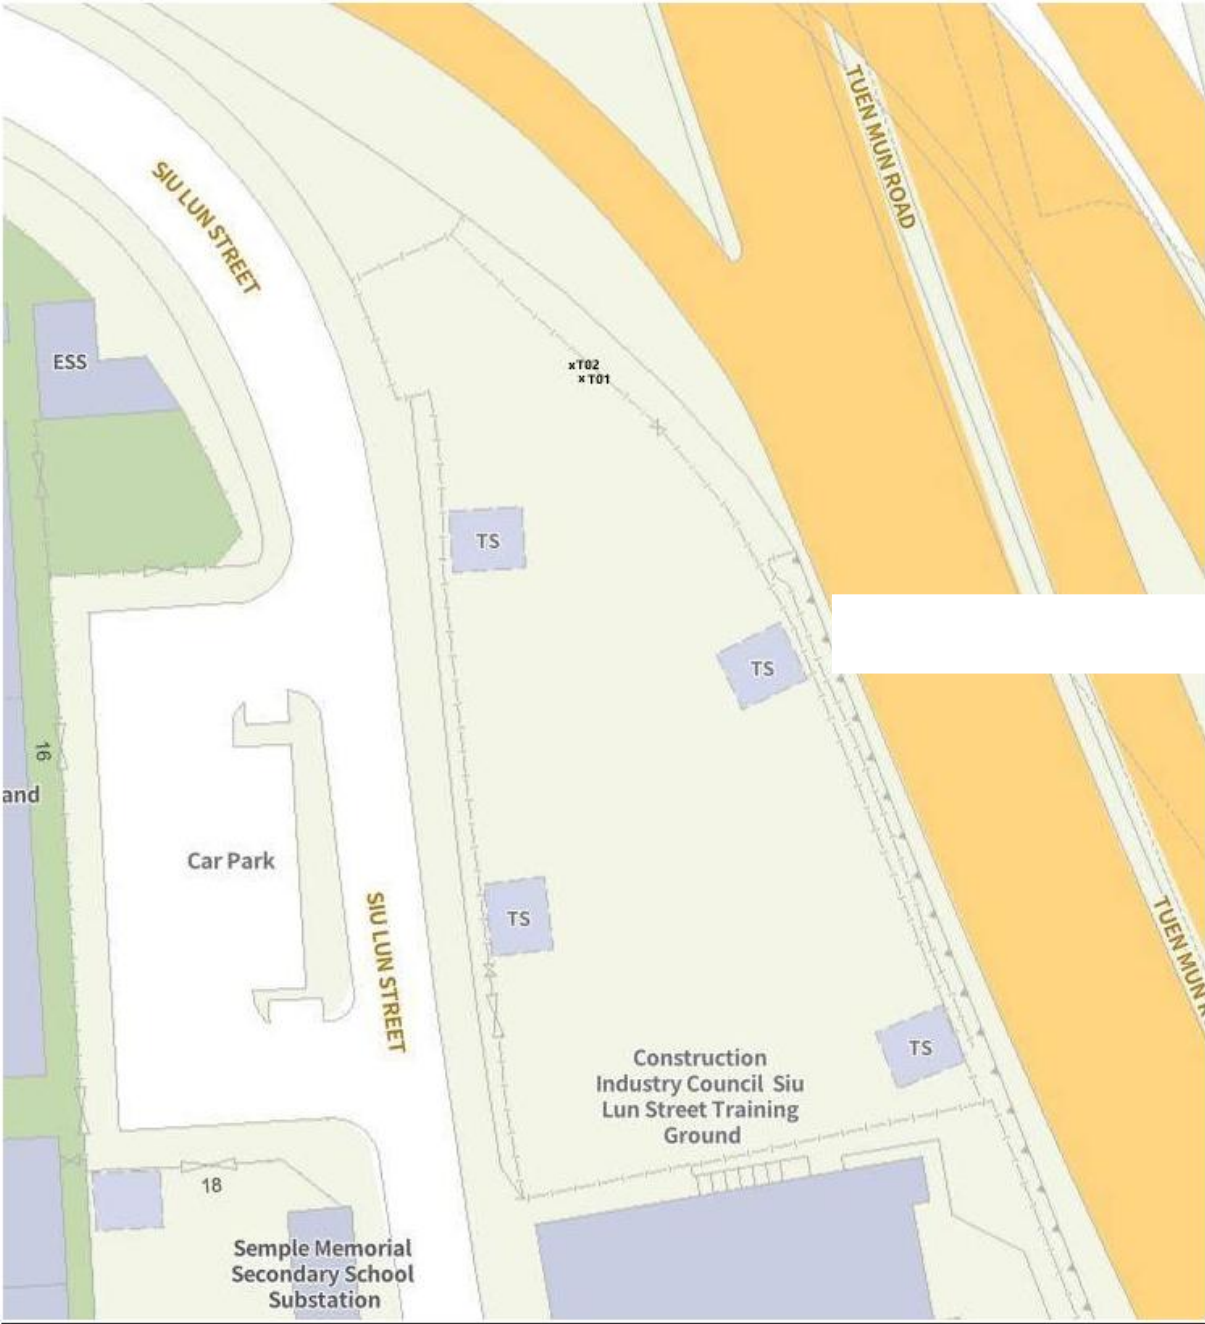 TUEN MUN ROAD
SIU LUN STREET
ESS
xT02
xT01
TS
TS
16
and
Car Park
TS
SIU LUN STREET
TUEN MUN R
TS
Construction
Industry Council Siu
Lun Street Training
Ground
18
Semple Memorial
Secondary School
Substation